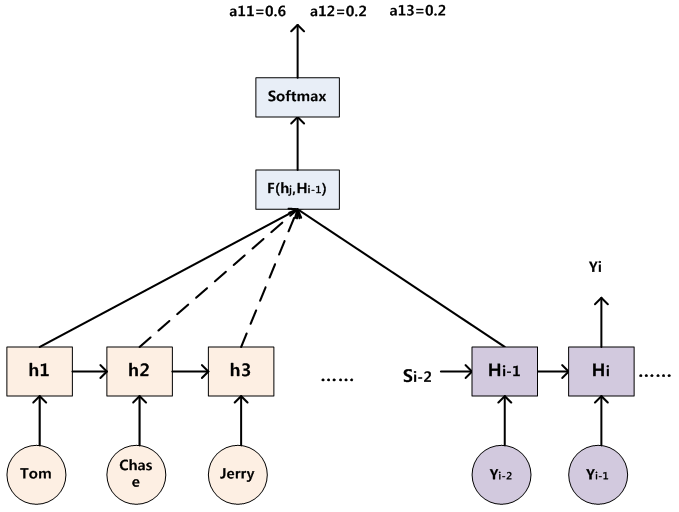 a11=0.6 a12=0.2 a13=0.2
Softmax
F(hj,Hi-1)
Yi
h1 h2 h3 ...... Si-2 Hi-1 Hi ......
Tom Chas
e Jerry Yi-2 Yi-1